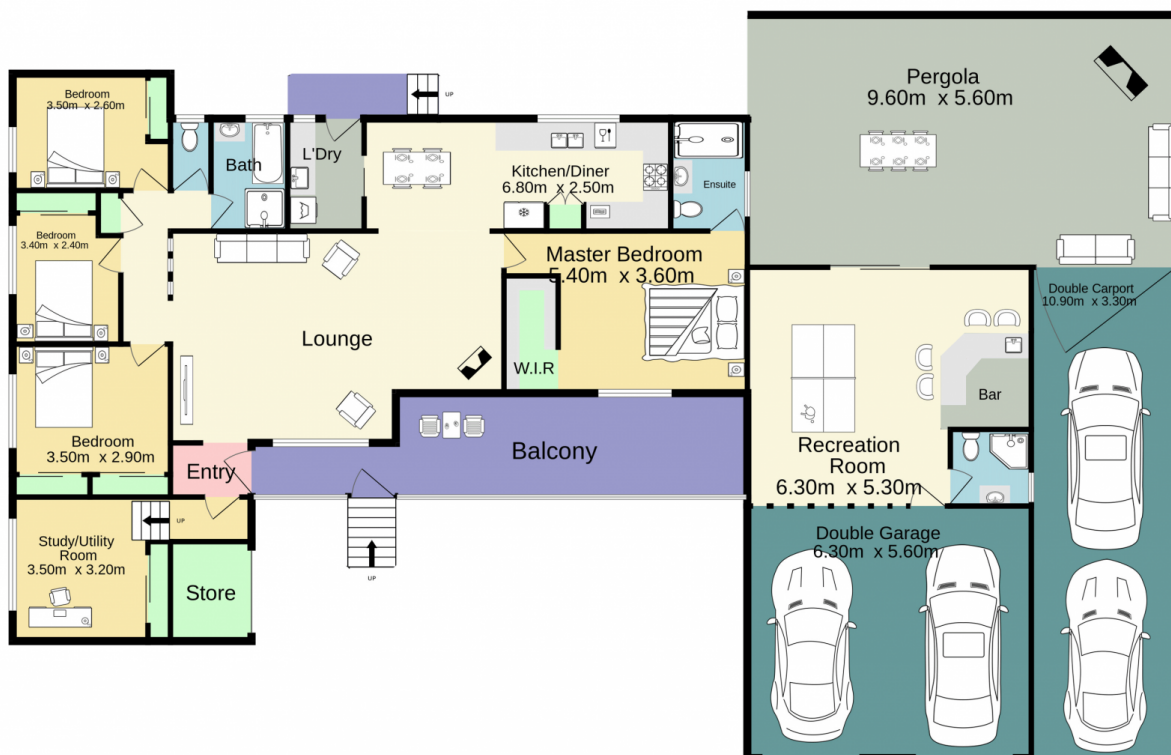 Bedroom
3.50m x 2.60m
Bath
L'Dry
UP
Kitchen/Diner
6.80m x 2.50m
Ensuite
Pergola
9.60m x 5.60m
Bedroom
3.40m x 2.40m
Lounge
Master Bedroom
5.40m x 3.60m
W.I.R
Double Carport
10.90m x 3.30m
Bar
Bedroom
3.50m x 2.90m
Entry
Balcony
Recreation
Room
6.30m x 5.30m
Study/Utility
Room
3.50m x 3.20m
UP
Store
UP
Double Garage
6.30m x 5.60m